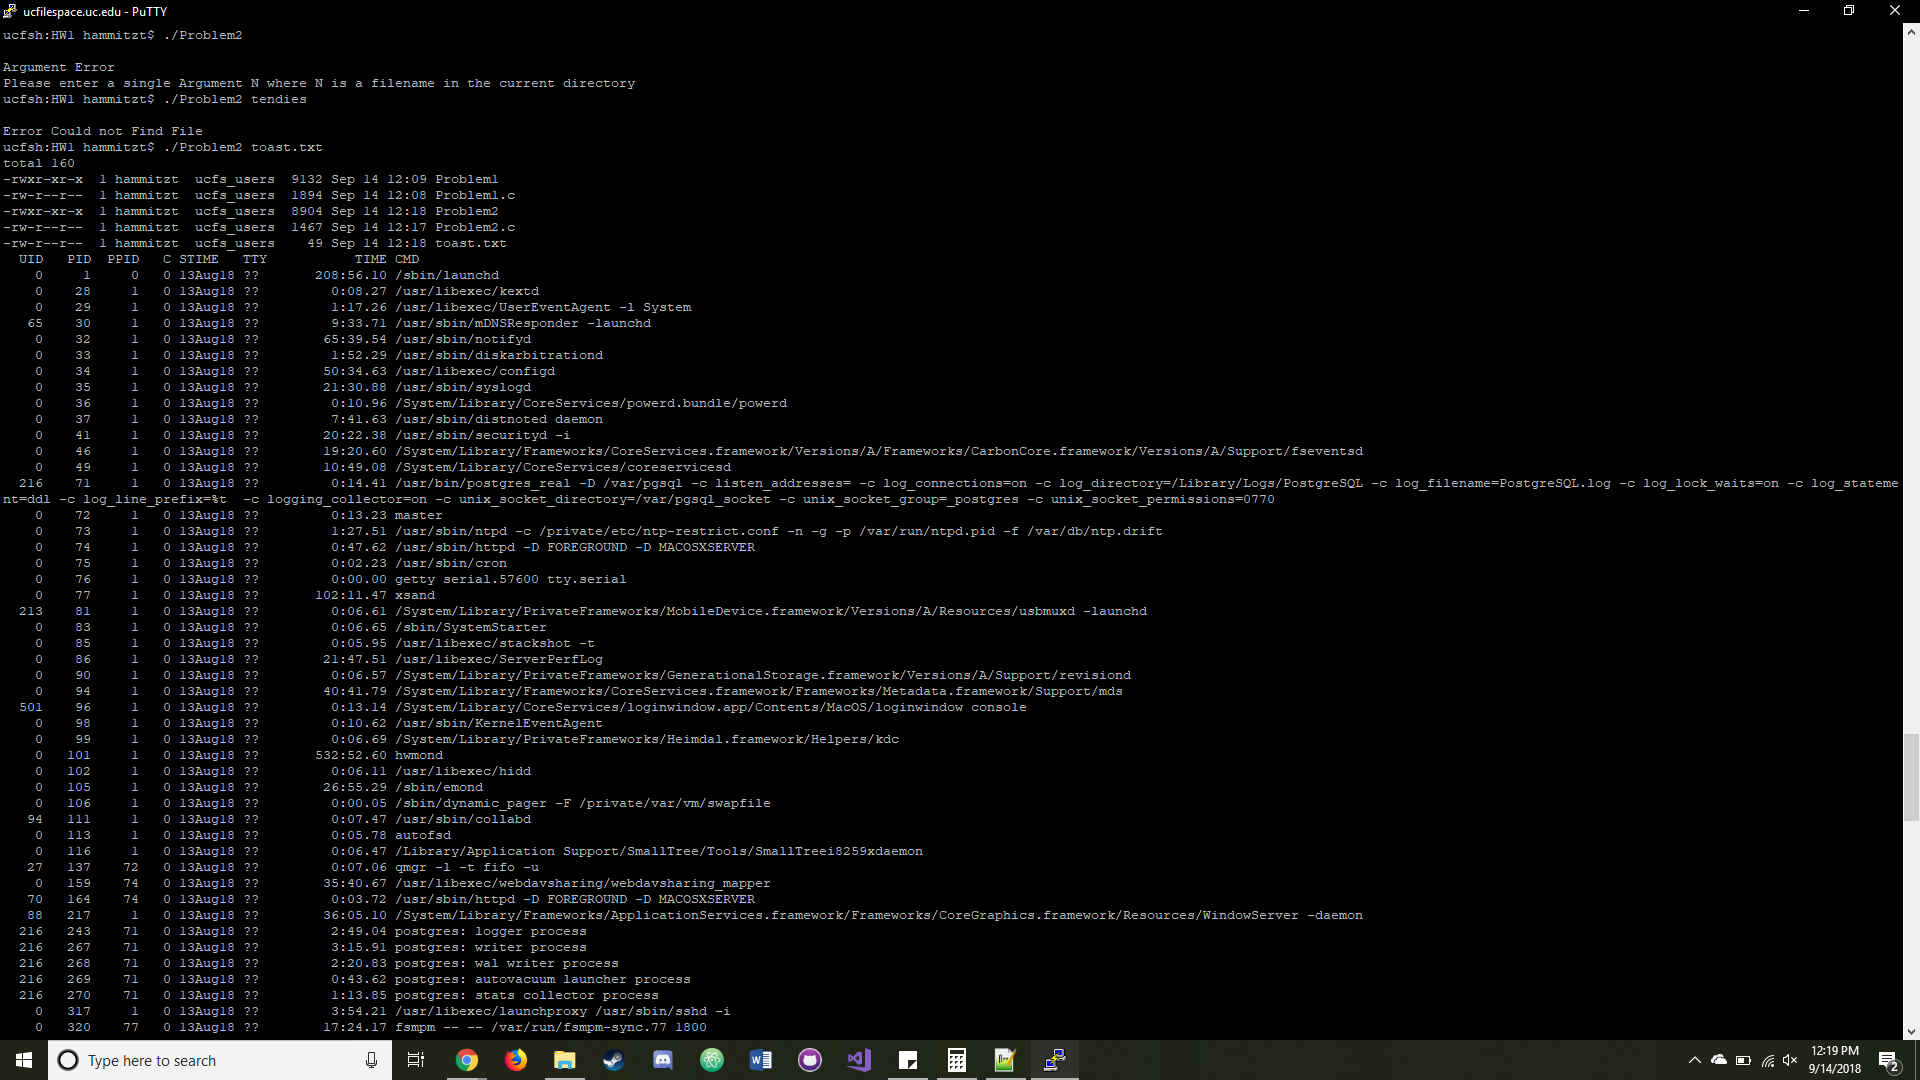 ucfilespace.uc.edu - PuTTY
ucfsh:HW1 hammitzt$ ./Problem2
Argument Error
Please enter a single Argument N where N is a filename in the current directory
ucfsh:HW1 hammitzt$ ./Problem2 tendies
Error Could not Find File
ucfsh:HW1 hammitzt$ ./Problem2 toast.txt
total 160
-rwxr-xr-x  1 hammitzt  ucfs_users  9132 Sep 14 12:09 Problem1
-rw-r--r--  1 hammitzt  ucfs_users  1894 Sep 14 12:08 Problem1.c
-rwxr-xr-x  1 hammitzt  ucfs_users  8904 Sep 14 12:18 Problem2
-rw-r--r--  1 hammitzt  ucfs_users  1467 Sep 14 12:17 Problem2.c
-rw-r--r--  1 hammitzt  ucfs_users    49 Sep 14 12:18 toast.txt
  UID   PID  PPID   C STIME   TTY           TIME CMD
    0     1     0   0 13Aug18 ??       208:56.10 /sbin/launchd
    0    28     1   0 13Aug18 ??         0:08.27 /usr/libexec/kextd
    0    29     1   0 13Aug18 ??         1:17.26 /usr/libexec/UserEventAgent -l System
   65    30     1   0 13Aug18 ??         9:33.71 /usr/sbin/mDNSResponder -launchd
    0    32     1   0 13Aug18 ??        65:39.54 /usr/sbin/notifyd
    0    33     1   0 13Aug18 ??         1:52.29 /usr/sbin/diskarbitrationd
    0    34     1   0 13Aug18 ??        50:34.63 /usr/libexec/configd
    0    35     1   0 13Aug18 ??        21:30.88 /usr/sbin/syslogd
    0    36     1   0 13Aug18 ??         0:10.96 /System/Library/CoreServices/powerd.bundle/powerd
    0    37     1   0 13Aug18 ??         7:41.63 /usr/sbin/distnoted daemon
    0    41     1   0 13Aug18 ??        20:22.38 /usr/sbin/securityd -i
    0    46     1   0 13Aug18 ??        19:20.60 /System/Library/Frameworks/CoreServices.framework/Versions/A/Frameworks/CarbonCore.framework/Versions/A/Support/fseventsd
    0    49     1   0 13Aug18 ??        10:49.08 /System/Library/CoreServices/coreservicesd
  216    71     1   0 13Aug18 ??         0:14.41 /usr/bin/postgres_real -D /var/pgsql -c listen_addresses= -c log_connections=on -c log_directory=/Library/Logs/PostgreSQL -c log_filename=PostgreSQL.log -c log_lock_waits=on -c log_stateme
nt=ddl -c log_line_prefix=%t  -c logging_collector=on -c unix_socket_directory=/var/pgsql_socket -c unix_socket_group=_postgres -c unix_socket_permissions=0770
    0    72     1   0 13Aug18 ??         0:13.23 master
    0    73     1   0 13Aug18 ??         1:27.51 /usr/sbin/ntpd -c /private/etc/ntp-restrict.conf -n -g -p /var/run/ntpd.pid -f /var/db/ntp.drift
    0    74     1   0 13Aug18 ??         0:47.62 /usr/sbin/httpd -D FOREGROUND -D MACOSXSERVER
    0    75     1   0 13Aug18 ??         0:02.23 /usr/sbin/cron
    0    76     1   0 13Aug18 ??         0:00.00 getty serial.57600 tty.serial
    0    77     1   0 13Aug18 ??       102:11.47 xsand
  213    81     1   0 13Aug18 ??         0:06.61 /System/Library/PrivateFrameworks/MobileDevice.framework/Versions/A/Resources/usbmuxd -launchd
    0    83     1   0 13Aug18 ??         0:06.65 /sbin/SystemStarter
    0    85     1   0 13Aug18 ??         0:05.95 /usr/libexec/stackshot -t
    0    86     1   0 13Aug18 ??        21:47.51 /usr/libexec/ServerPerfLog
    0    90     1   0 13Aug18 ??         0:06.57 /System/Library/PrivateFrameworks/GenerationalStorage.framework/Versions/A/Support/revisiond
    0    94     1   0 13Aug18 ??        40:41.79 /System/Library/Frameworks/CoreServices.framework/Frameworks/Metadata.framework/Support/mds
  501    96     1   0 13Aug18 ??         0:13.14 /System/Library/CoreServices/loginwindow.app/Contents/MacOS/loginwindow console
    0    98     1   0 13Aug18 ??         0:10.62 /usr/sbin/KernelEventAgent
    0    99     1   0 13Aug18 ??         0:06.69 /System/Library/PrivateFrameworks/Heimdal.framework/Helpers/kdc
    0   101     1   0 13Aug18 ??       532:52.60 hwmond
    0   102     1   0 13Aug18 ??         0:06.11 /usr/libexec/hidd
    0   105     1   0 13Aug18 ??        26:55.29 /sbin/emond
    0   106     1   0 13Aug18 ??         0:00.05 /sbin/dynamic_pager -F /private/var/vm/swapfile
   94   111     1   0 13Aug18 ??         0:07.47 /usr/sbin/collabd
    0   113     1   0 13Aug18 ??         0:05.78 autofsd
    0   116     1   0 13Aug18 ??         0:06.47 /Library/Application Support/SmallTree/Tools/SmallTreei8259xdaemon
   27   137    72   0 13Aug18 ??         0:07.06 qmgr -l -t fifo -u
    0   159    74   0 13Aug18 ??        35:40.67 /usr/libexec/webdavsharing/webdavsharing_mapper
   70   164    74   0 13Aug18 ??         0:03.72 /usr/sbin/httpd -D FOREGROUND -D MACOSXSERVER
   88   217     1   0 13Aug18 ??        36:05.10 /System/Library/Frameworks/ApplicationServices.framework/Frameworks/CoreGraphics.framework/Resources/WindowServer -daemon
  216   243    71   0 13Aug18 ??         2:49.04 postgres: logger process
  216   267    71   0 13Aug18 ??         3:15.91 postgres: writer process
  216   268    71   0 13Aug18 ??         2:20.83 postgres: wal writer process
  216   269    71   0 13Aug18 ??         0:43.62 postgres: autovacuum launcher process
  216   270    71   0 13Aug18 ??         1:13.85 postgres: stats collector process
    0   317     1   0 13Aug18 ??         3:54.21 /usr/libexec/launchproxy /usr/sbin/sshd -i
    0   320    77   0 13Aug18 ??        17:24.17 fsmpm -- -- /var/run/fsmpm-sync.77 1800
Type here to search
12:19 PM
9/14/2018
2